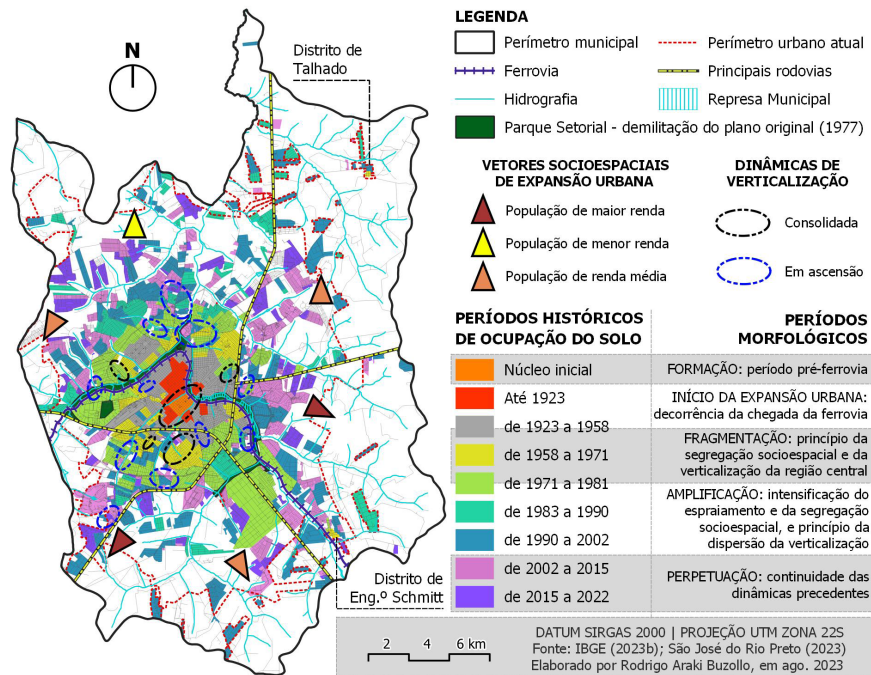 Distrito de
Talhado
N
Distrito de
Eng.º Schmitt
LEGENDA
Perímetro municipal
Perímetro urbano atual
Ferrovia
Principais rodovias
Hidrografia
Represa Municipal
Parque Setorial - demilitação do plano original (1977)
VETORES SOCIOESPACIAIS
DE EXPANSÃO URBANA
População de maior renda
População de menor renda
População de renda média
DINÂMICAS DE
VERTICALIZAÇÃO
Consolidada
Em ascensão
PERÍODOS HISTÓRICOS
DE OCUPAÇÃO DO SOLO
PERÍODOS
MORFOLÓGICOS
Núcleo inicial
FORMAÇÃO: período pré-ferrovia
Até 1923
INÍCIO DA EXPANSÃO URBANA:
decorrência da chegada da ferrovia
de 1923 a 1958
de 1958 a 1971
FRAGMENTAÇÃO: princípio da
segregação socioespacial e da
verticalização da região central
de 1971 a 1981
de 1983 a 1990
de 1990 a 2002
AMPLIFICAÇÃO: intensificação do
espraiamento e da segregação
socioespacial, e princípio da
dispersão da verticalização
de 2002 a 2015
de 2015 a 2022
PERPETUAÇÃO: continuidade das
dinâmicas precedentes
2 4 6 km
DATUM SIRGAS 2000 | PROJEÇÃO UTM ZONA 22S
Fonte: IBGE (2023b); São José do Rio Preto (2023)
Elaborado por Rodrigo Araki Buzollo, em ago. 2023